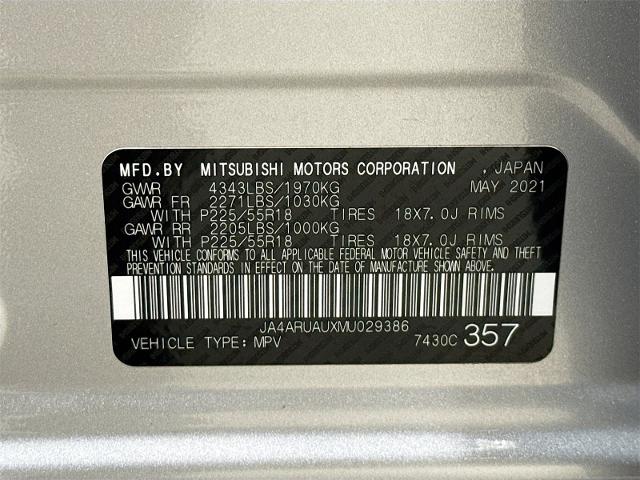 MFD.BY MITSUBISHI MOTORS CORPORATION , JAPAN
GVWR 4343LBS/1970KG MAY 2021
GAWR FR 2271LBS/1030KG
WITH P225/55R18 TIRES 18X7.0J RIMS
GAWR RR 2205LBS/1000KG
WITH P225/55R18 TIRES 18X7.0J RIMS
THIS VEHICLE CONFORMS TO ALL APPLICABLE FEDERAL MOTOR VEHICLE SAFETY AND THEFT
PREVENTION STANDARDS IN EFFECT ON THE DATE OF MANUFACTURE SHOWN ABOVE.
JA4ARUAUXMU029386
VEHICLE TYPE:MPV 7430C 357